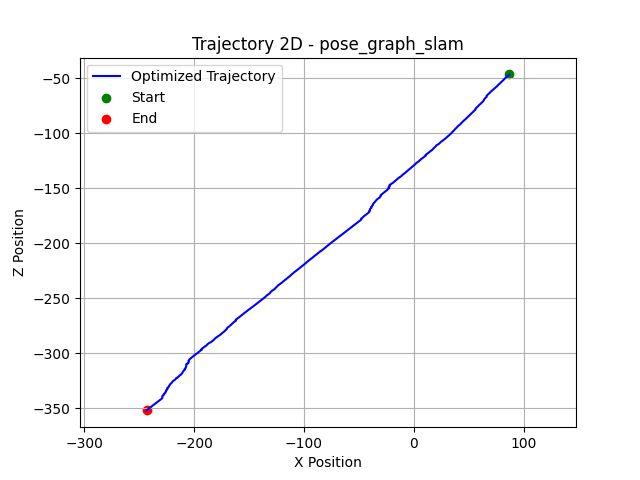 Trajectory 2D - pose_graph_slam
Optimized Trajectory
Start
End
Z Position
−50
−100
−150
−200
−250
−300
−350
−300
−200
−100
0
100
X Position